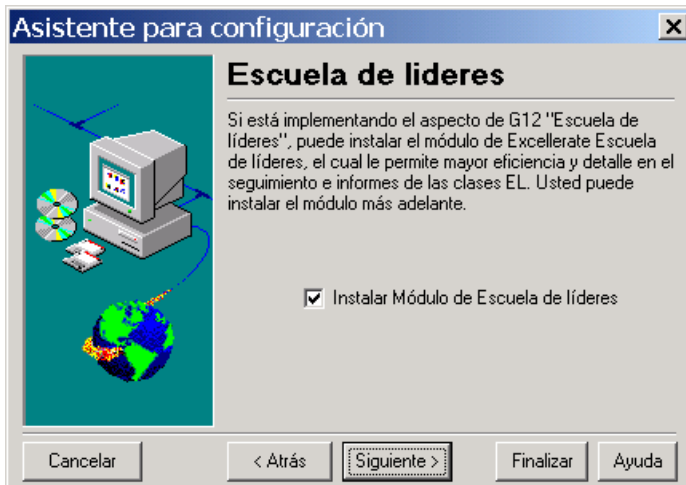 Asistente para configuración
Escuela de lideres
Si está implementando el aspecto de G12 "Escuela de
líderes", puede instalar el módulo de Excellerate Escuela
de líderes, el cual le permite mayor eficiencia y detalle en el
seguimiento e informes de las clases EL. Usted puede
instalar el módulo más adelante.
Instalar Módulo de Escuela de líderes
Cancelar
< Atrás
Siguiente >
Finalizar
Ayuda